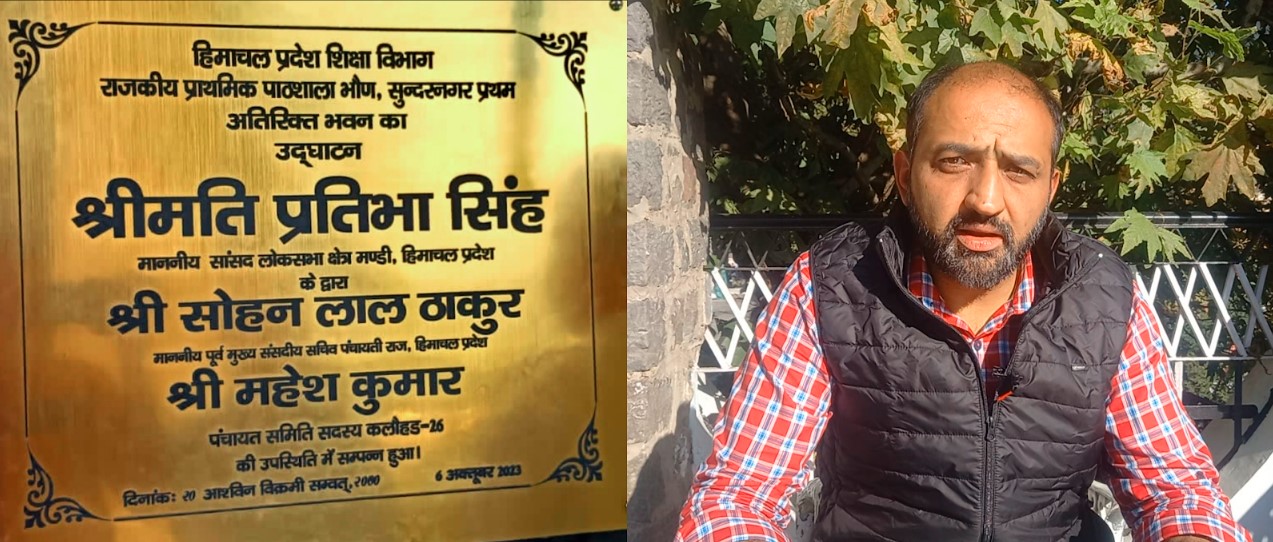 हिमाचल प्रदेश शिक्षा विभाग
राजकीय प्राथमिक पाठशाला भौण, सुन्दरनगर प्रथम
अतिरिक्त भवन का
उद्घाटन
श्रीमति प्रतिभा सिंह
माननीय सांसद लोकसभा क्षेत्र मण्डी, हिमाचल प्रदेश
के द्वारा
श्री सोहन लाल ठाकुर
माननीय पूर्व मुख्य संसदीय सचिव पंचायती राज, हिमाचल प्रदेश
श्री महेश कुमार
पंचायत समिति सदस्य कलौहड-26
की उपस्थिति में सम्पन्न हुआ।
दिनांकः २० आश्विन विक्रमी सम्वत्, २०८० 6 अक्तूबर 2023